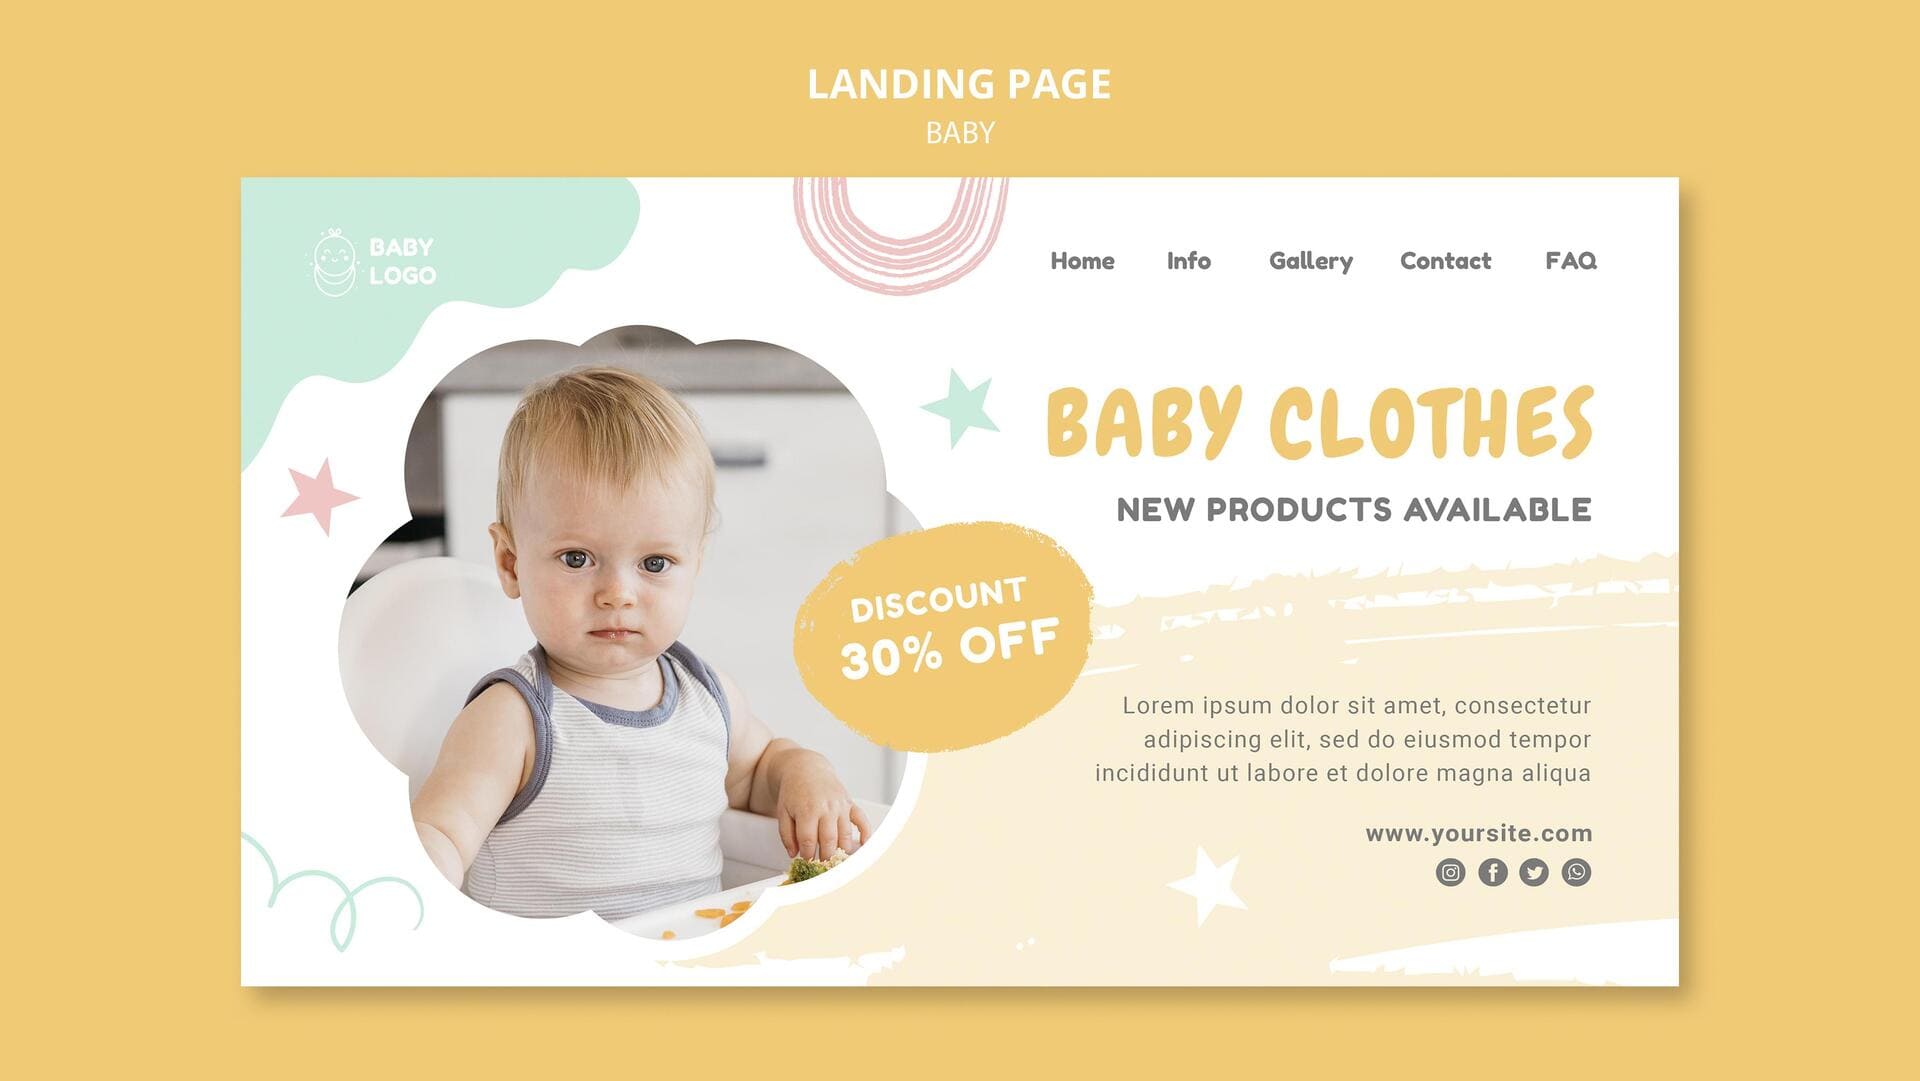 LANDING PAGE
BABY
BABY
LOGO
Home Info Gallery Contact FAQ
BABY CLOTHES
NEW PRODUCTS AVAILABLE
DISCOUNT
30% OFF
Lorem ipsum dolor sit amet, consectetur
adipiscing elit, sed do eiusmod tempor
incididunt ut labore et dolore magna aliqua
www.yoursite.com